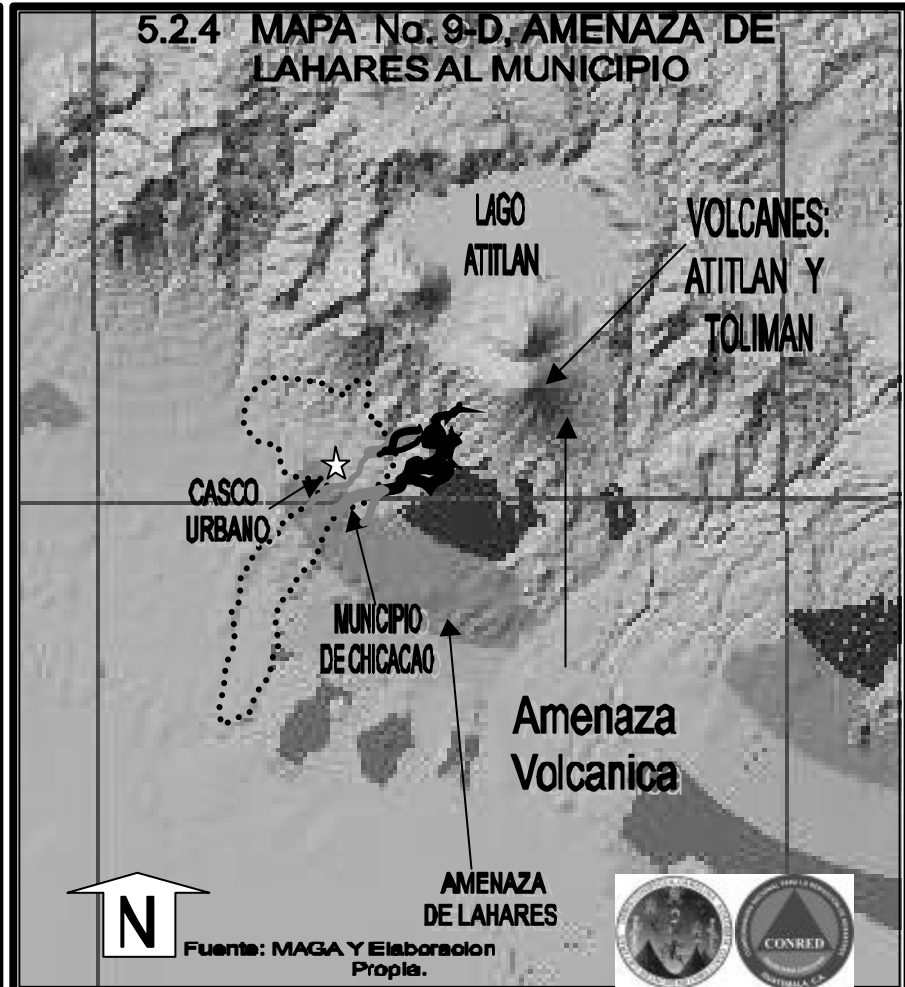 5.2.4 MAPA No. 9-D, AMENAZA DE
LAHARES AL MUNICIPIO
LAGO
ATITLAN
VOLCANES:
ATITLAN Y
TOLIMAN
CASCO
URBANO
MUNICIPIO
DE CHICACAO
Amenaza
Volcanica
AMENAZA
DE LAHARES
N
Fuente: MAGA Y Elaboracion
Propia.
CONRED